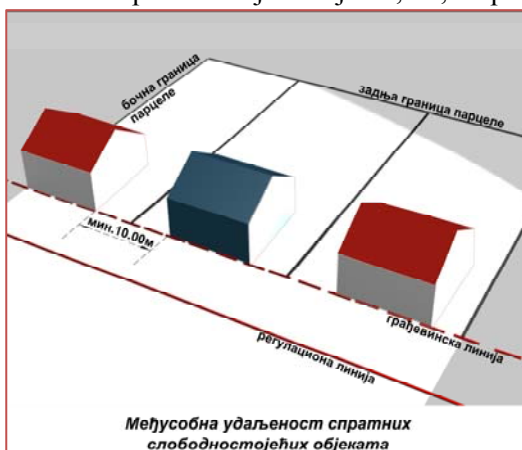 бочна граница
парцеле
задња граница парцеле
мин.10.00м
грађевинска линија
регулациона линија
Међусобна удаљеност спратних
слободностојећих објеката